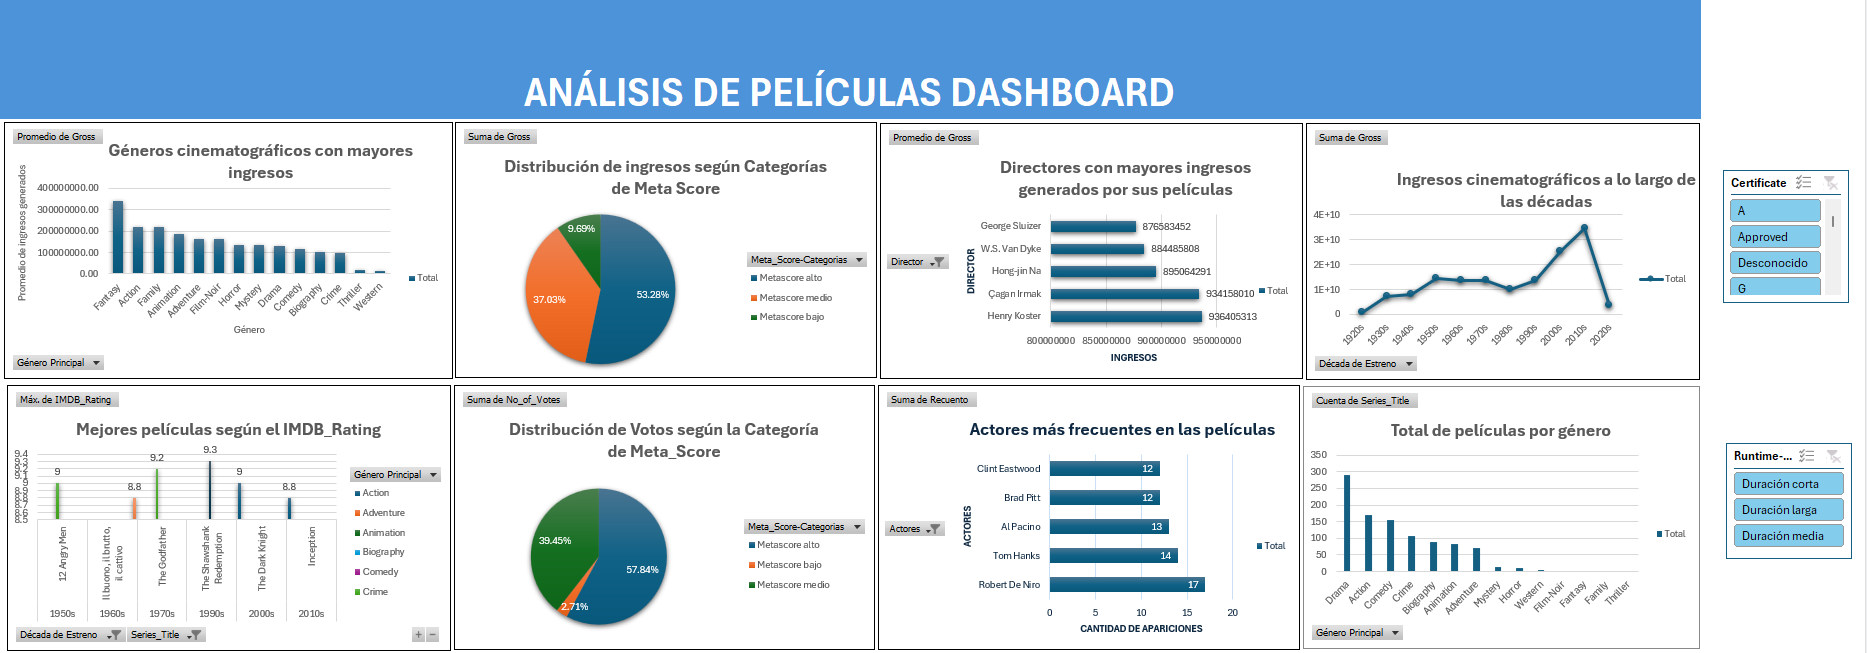 ANÁLISIS DE PELÍCULAS DASHBOARD
Promedio de Gross
Géneros cinematográficos con mayores
ingresos
Promedio de ingresos generados
400000000.00
300000000.00
200000000.00
100000000.00
0.00
Fantasy
Action
Family
Animation
Adventure
Film-Noir
Horror
Mystery
Drama
Comedy
Biography
Crime
Thriller
Western
Género
Total
Género Principal
Suma de Gross
Distribución de ingresos según Categorías
de Meta Score
9.69%
37.03%
53.28%
Meta_Score-Categorias
Metascore alto
Metascore medio
Metascore bajo
Promedio de Gross
Directores con mayores ingresos
generados por sus películas
Director
DIRECTOR
George Sluizer
876583452
W.S. Van Dyke
884485808
Hong-jin Na
895064291
Çagan Irmak
934158010
Henry Koster
936405313
Total
800000000
850000000
900000000
950000000
INGRESOS
Suma de Gross
Ingresos cinematográficos a lo largo de
las décadas
4E+10
3E+10
2E+10
1E+10
0
1920s
1930s
1940s
1950s
1960s
1970s
1980s
1990s
2000s
2010s
2020s
Total
Década de Estreno
Certificate
A
Approved
Desconocido
G
Máx. de IMDB_Rating
Mejores películas según el IMDB_Rating
9.4
9.3
9.2
9.1
9
8.9
8.8
8.7
8.6
8.5
9
8.8
9.2
9.3
9
8.8
12 Angry Men
Il buono, il brutto,
il cattivo
The Godfather
The Shawshank
Redemption
The Dark Knight
Inception
1950s
1960s
1970s
1990s
2000s
2010s
Género Principal
Action
Adventure
Animation
Biography
Comedy
Crime
Década de Estreno
Series_Title
+ −
Suma de No_of_Votes
Distribución de Votos según la Categoría
de Meta_Score
39.45%
57.84%
2.71%
Meta_Score-Categorias
Metascore alto
Metascore bajo
Metascore medio
Suma de Recuento
Actores más frecuentes en las películas
Actores
ACTORES
Clint Eastwood
12
Brad Pitt
12
Al Pacino
13
Tom Hanks
14
Robert De Niro
17
Total
0
5
10
15
20
CANTIDAD DE APARICIONES
Cuenta de Series_Title
Total de películas por género
350
300
250
200
150
100
50
0
Drama
Action
Comedy
Crime
Biography
Animation
Adventure
Mystery
Horror
Western
Film-Noir
Fantasy
Family
Thriller
Total
Género Principal
Runtime-...
Duración corta
Duración larga
Duración media